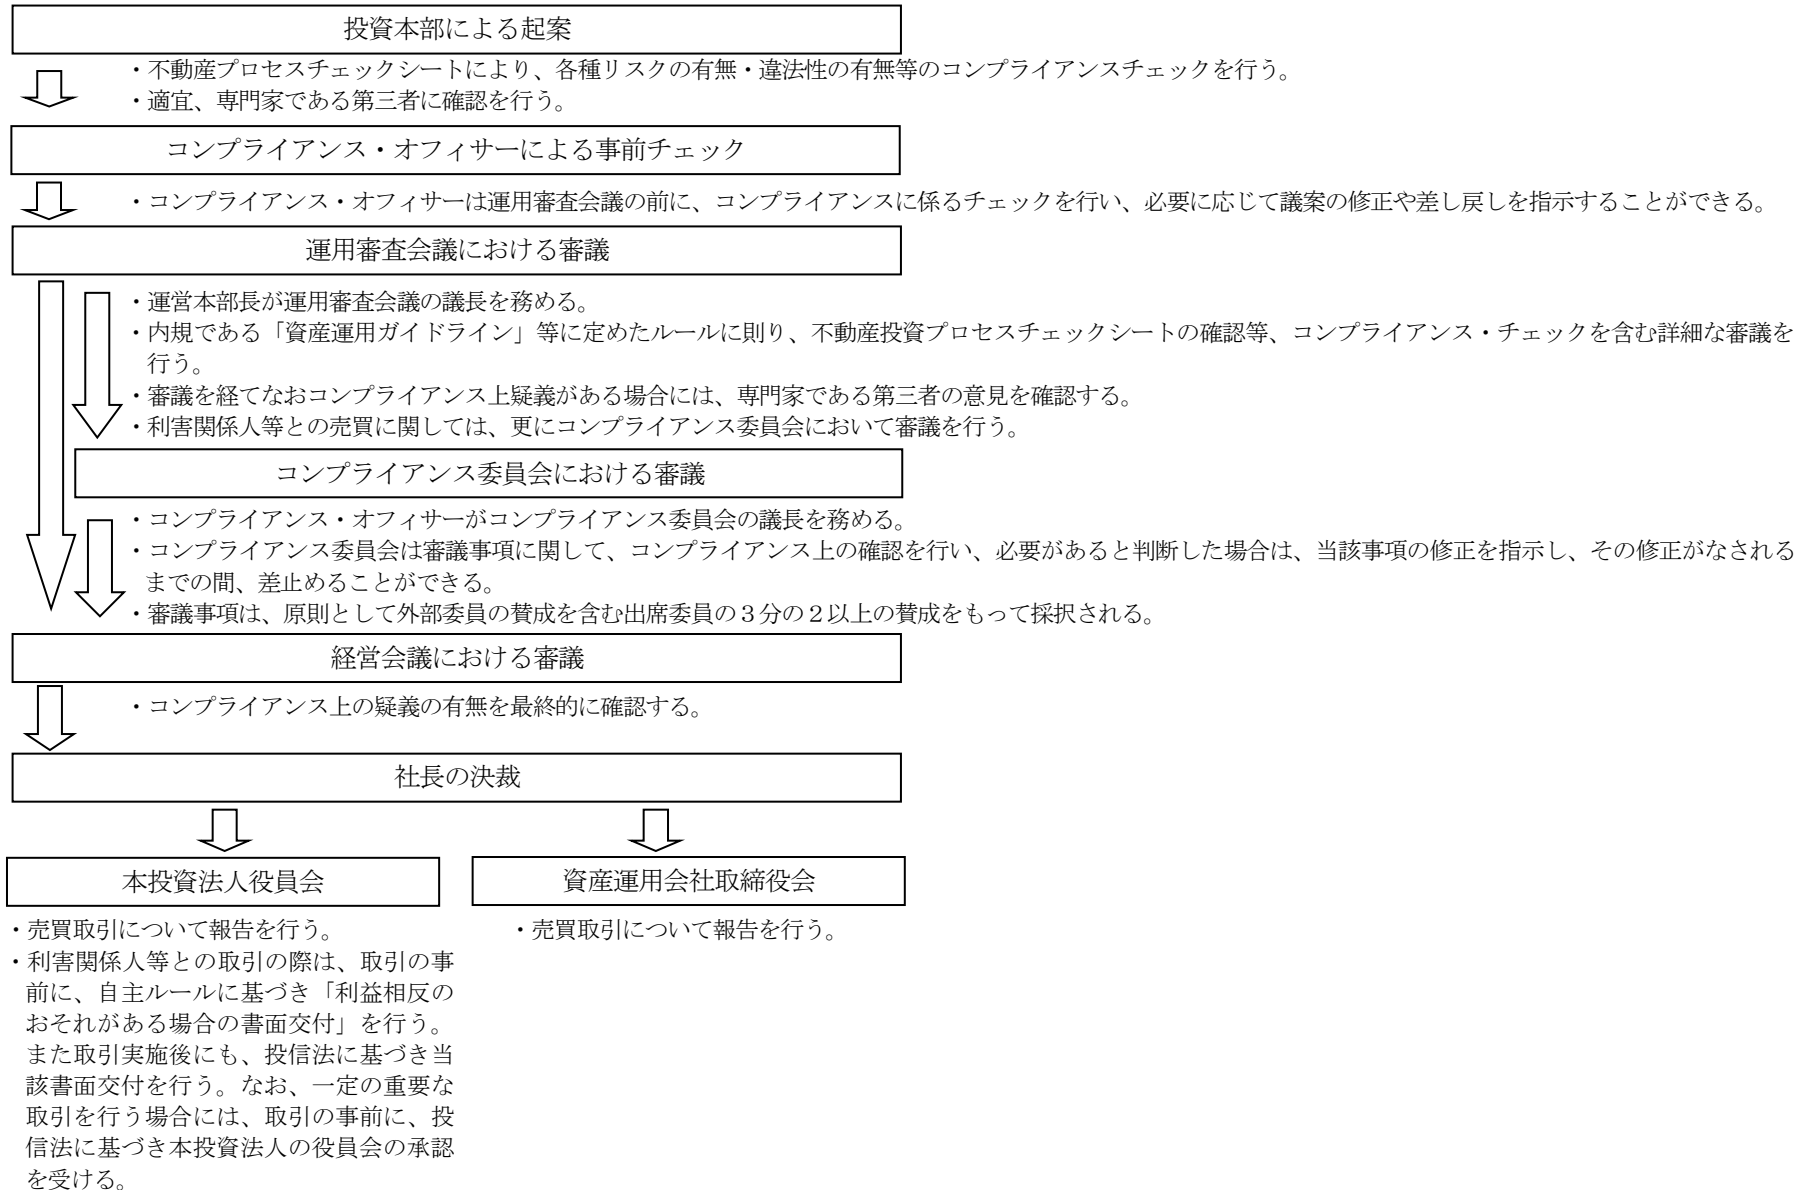 投資本部による起案
・不動産プロセスチェックシートにより、各種リスクの有無・違法性の有無等のコンプライアンスチェックを行う。
・適宜、専門家である第三者に確認を行う。
コンプライアンス・オフィサーによる事前チェック
・コンプライアンス・オフィサーは運用審査会議の前に、コンプライアンスに係るチェックを行い、必要に応じて議案の修正や差し戻しを指示することができる。
運用審査会議における審議
・運営本部長が運用審査会議の議長を務める。
・内規である「資産運用ガイドライン」等に定めたルールに則り、不動産投資プロセスチェックシートの確認等、コンプライアンス・チェックを含む詳細な審議を
行う。
・審議を経てなおコンプライアンス上疑義がある場合には、専門家である第三者の意見を確認する。
・利害関係人等との売買に関しては、更にコンプライアンス委員会において審議を行う。
コンプライアンス委員会における審議
・コンプライアンス・オフィサーがコンプライアンス委員会の議長を務める。
・コンプライアンス委員会は審議事項に関して、コンプライアンス上の確認を行い、必要があると判断した場合は、当該事項の修正を指示し、その修正がなされる
までの間、差止めることができる。
・審議事項は、原則として外部委員の賛成を含む出席委員の3分の2以上の賛成をもって採択される。
経営会議における審議
・コンプライアンス上の疑義の有無を最終的に確認する。
社長の決裁
本投資法人役員会
・売買取引について報告を行う。
・利害関係人等との取引の際は、取引の事
前に、自主ルールに基づき「利益相反の
おそれがある場合の書面交付」を行う。
また取引実施後にも、投信法に基づき当
該書面交付を行う。なお、一定の重要な
取引を行う場合には、取引の事前に、投
信法に基づき本投資法人の役員会の承認
を受ける。
資産運用会社取締役会
・売買取引について報告を行う。